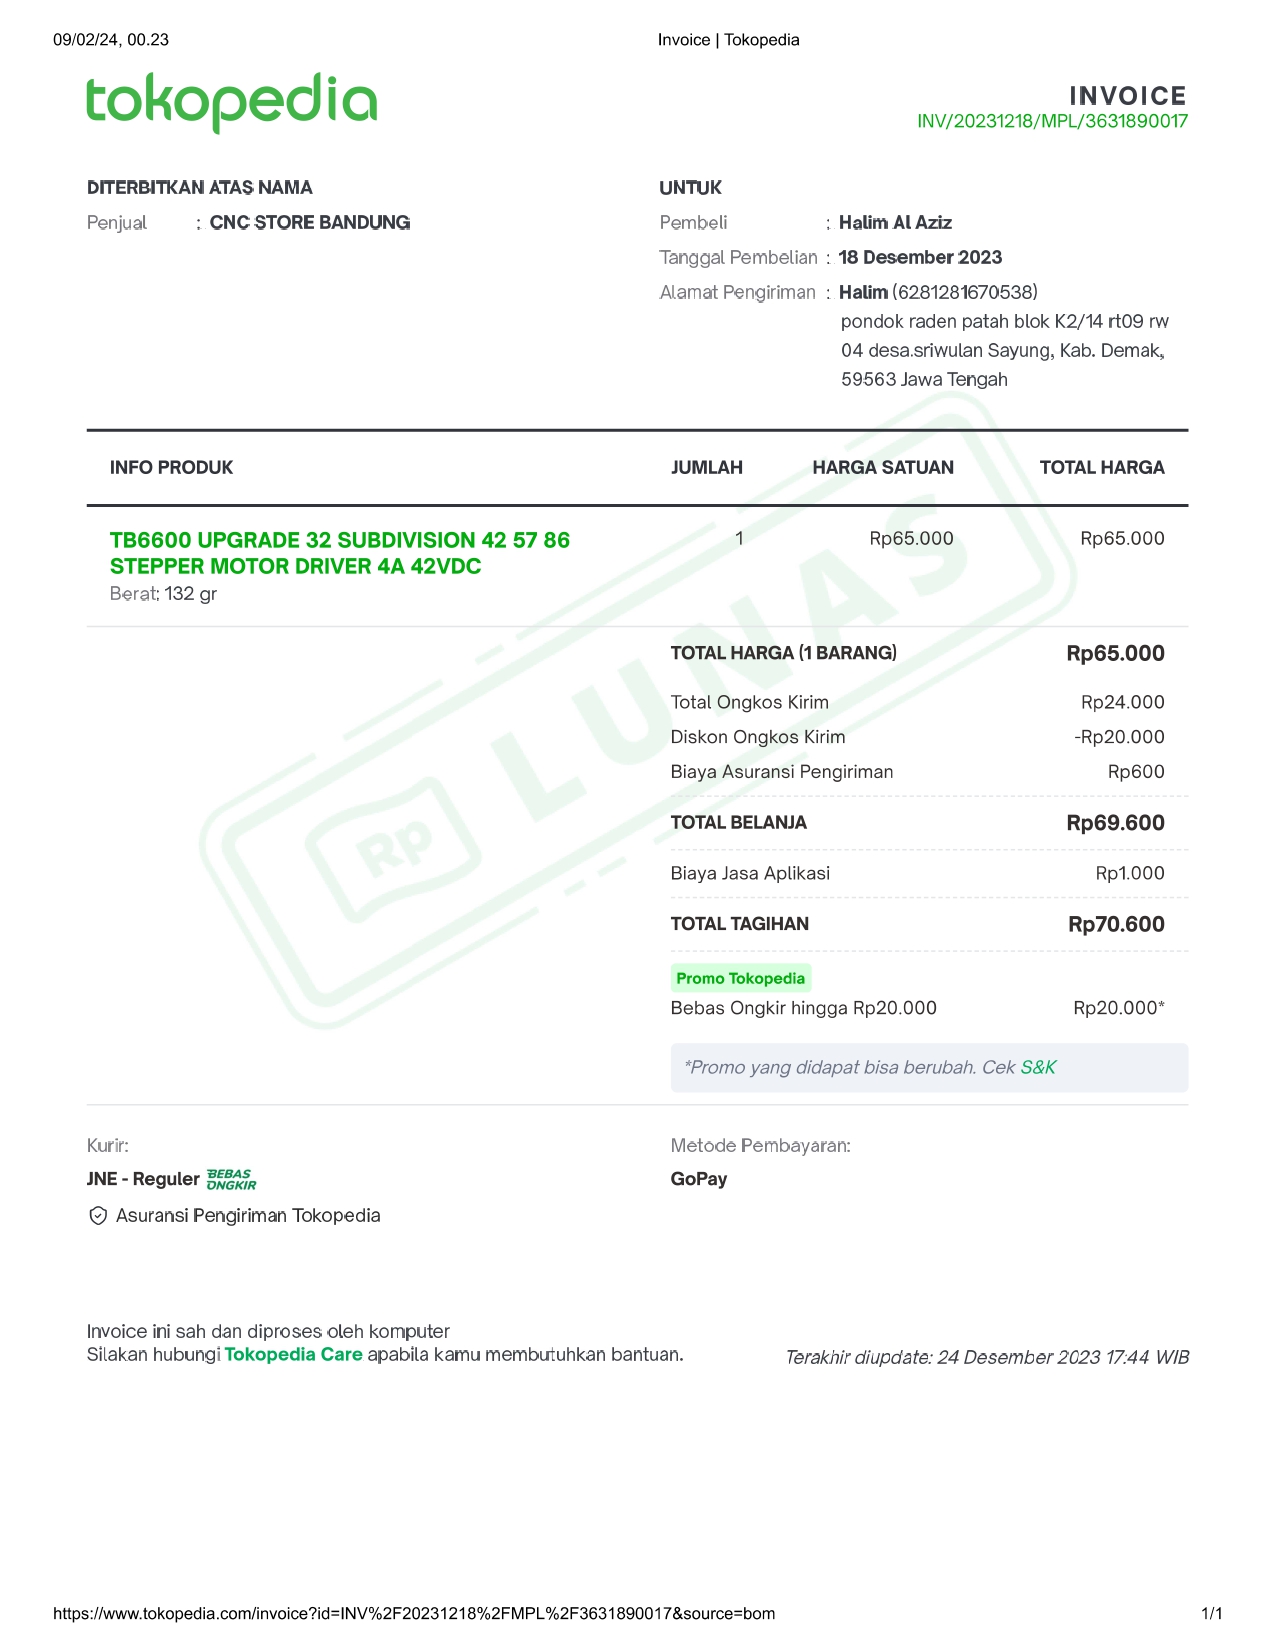 09/02/24, 00.23 Invoice | Tokopedia
tokopedia
INVOICE
INV/20231218/MPL/3631890017
DITERBITKAN ATAS NAMA
Penjual : CNC STORE BANDUNG
UNTUK
Pembeli : Halim Al Aziz
Tanggal Pembelian : 18 Desember 2023
Alamat Pengiriman : Halim (6281281670538)
pondok raden patah blok K2/14 rt09 rw
04 desa.sriwulan Sayung, Kab. Demak,
59563 Jawa Tengah
INFO PRODUK JUMLAH HARGA SATUAN TOTAL HARGA
TB6600 UPGRADE 32 SUBDIVISION 42 57 86 1 Rp65.000 Rp65.000
STEPPER MOTOR DRIVER 4A 42VDC
Berat: 132 gr
Rp LUNAS
TOTAL HARGA (1 BARANG) Rp65.000
Total Ongkos Kirim Rp24.000
Diskon Ongkos Kirim -Rp20.000
Biaya Asuransi Pengiriman Rp600
TOTAL BELANJA Rp69.600
Biaya Jasa Aplikasi Rp1.000
TOTAL TAGIHAN Rp70.600
Promo Tokopedia
Bebas Ongkir hingga Rp20.000 Rp20.000*
*Promo yang didapat bisa berubah. Cek S&K
Kurir:
JNE - Reguler BEBAS ONGKIR
Asuransi Pengiriman Tokopedia
Metode Pembayaran:
GoPay
Invoice ini sah dan diproses oleh komputer
Silakan hubungi Tokopedia Care apabila kamu membutuhkan bantuan.
Terakhir diupdate: 24 Desember 2023 17:44 WIB
https://www.tokopedia.com/invoice?id=INV%2F20231218%2FMPL%2F3631890017&source=bom 1/1